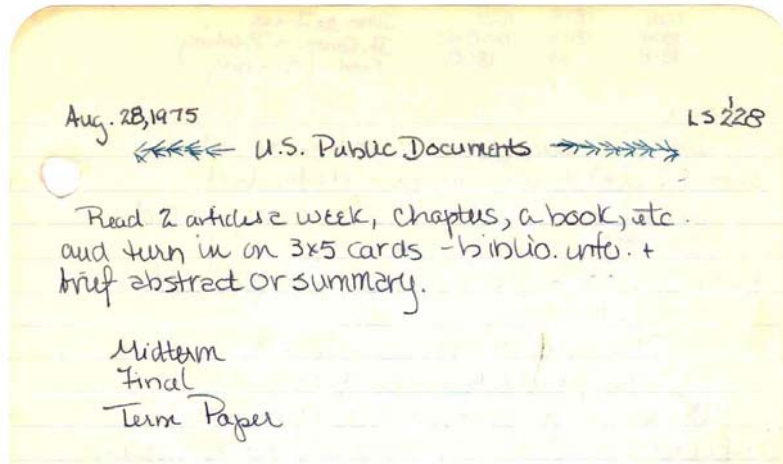 Aug. 28, 1975
LS 228
U.S. Public Documents
Read 2 articles a week, chapters, a book, etc.
and turn in on 3x5 cards - biblio. info. +
brief abstract or summary.
Midterm
Final
Term Paper